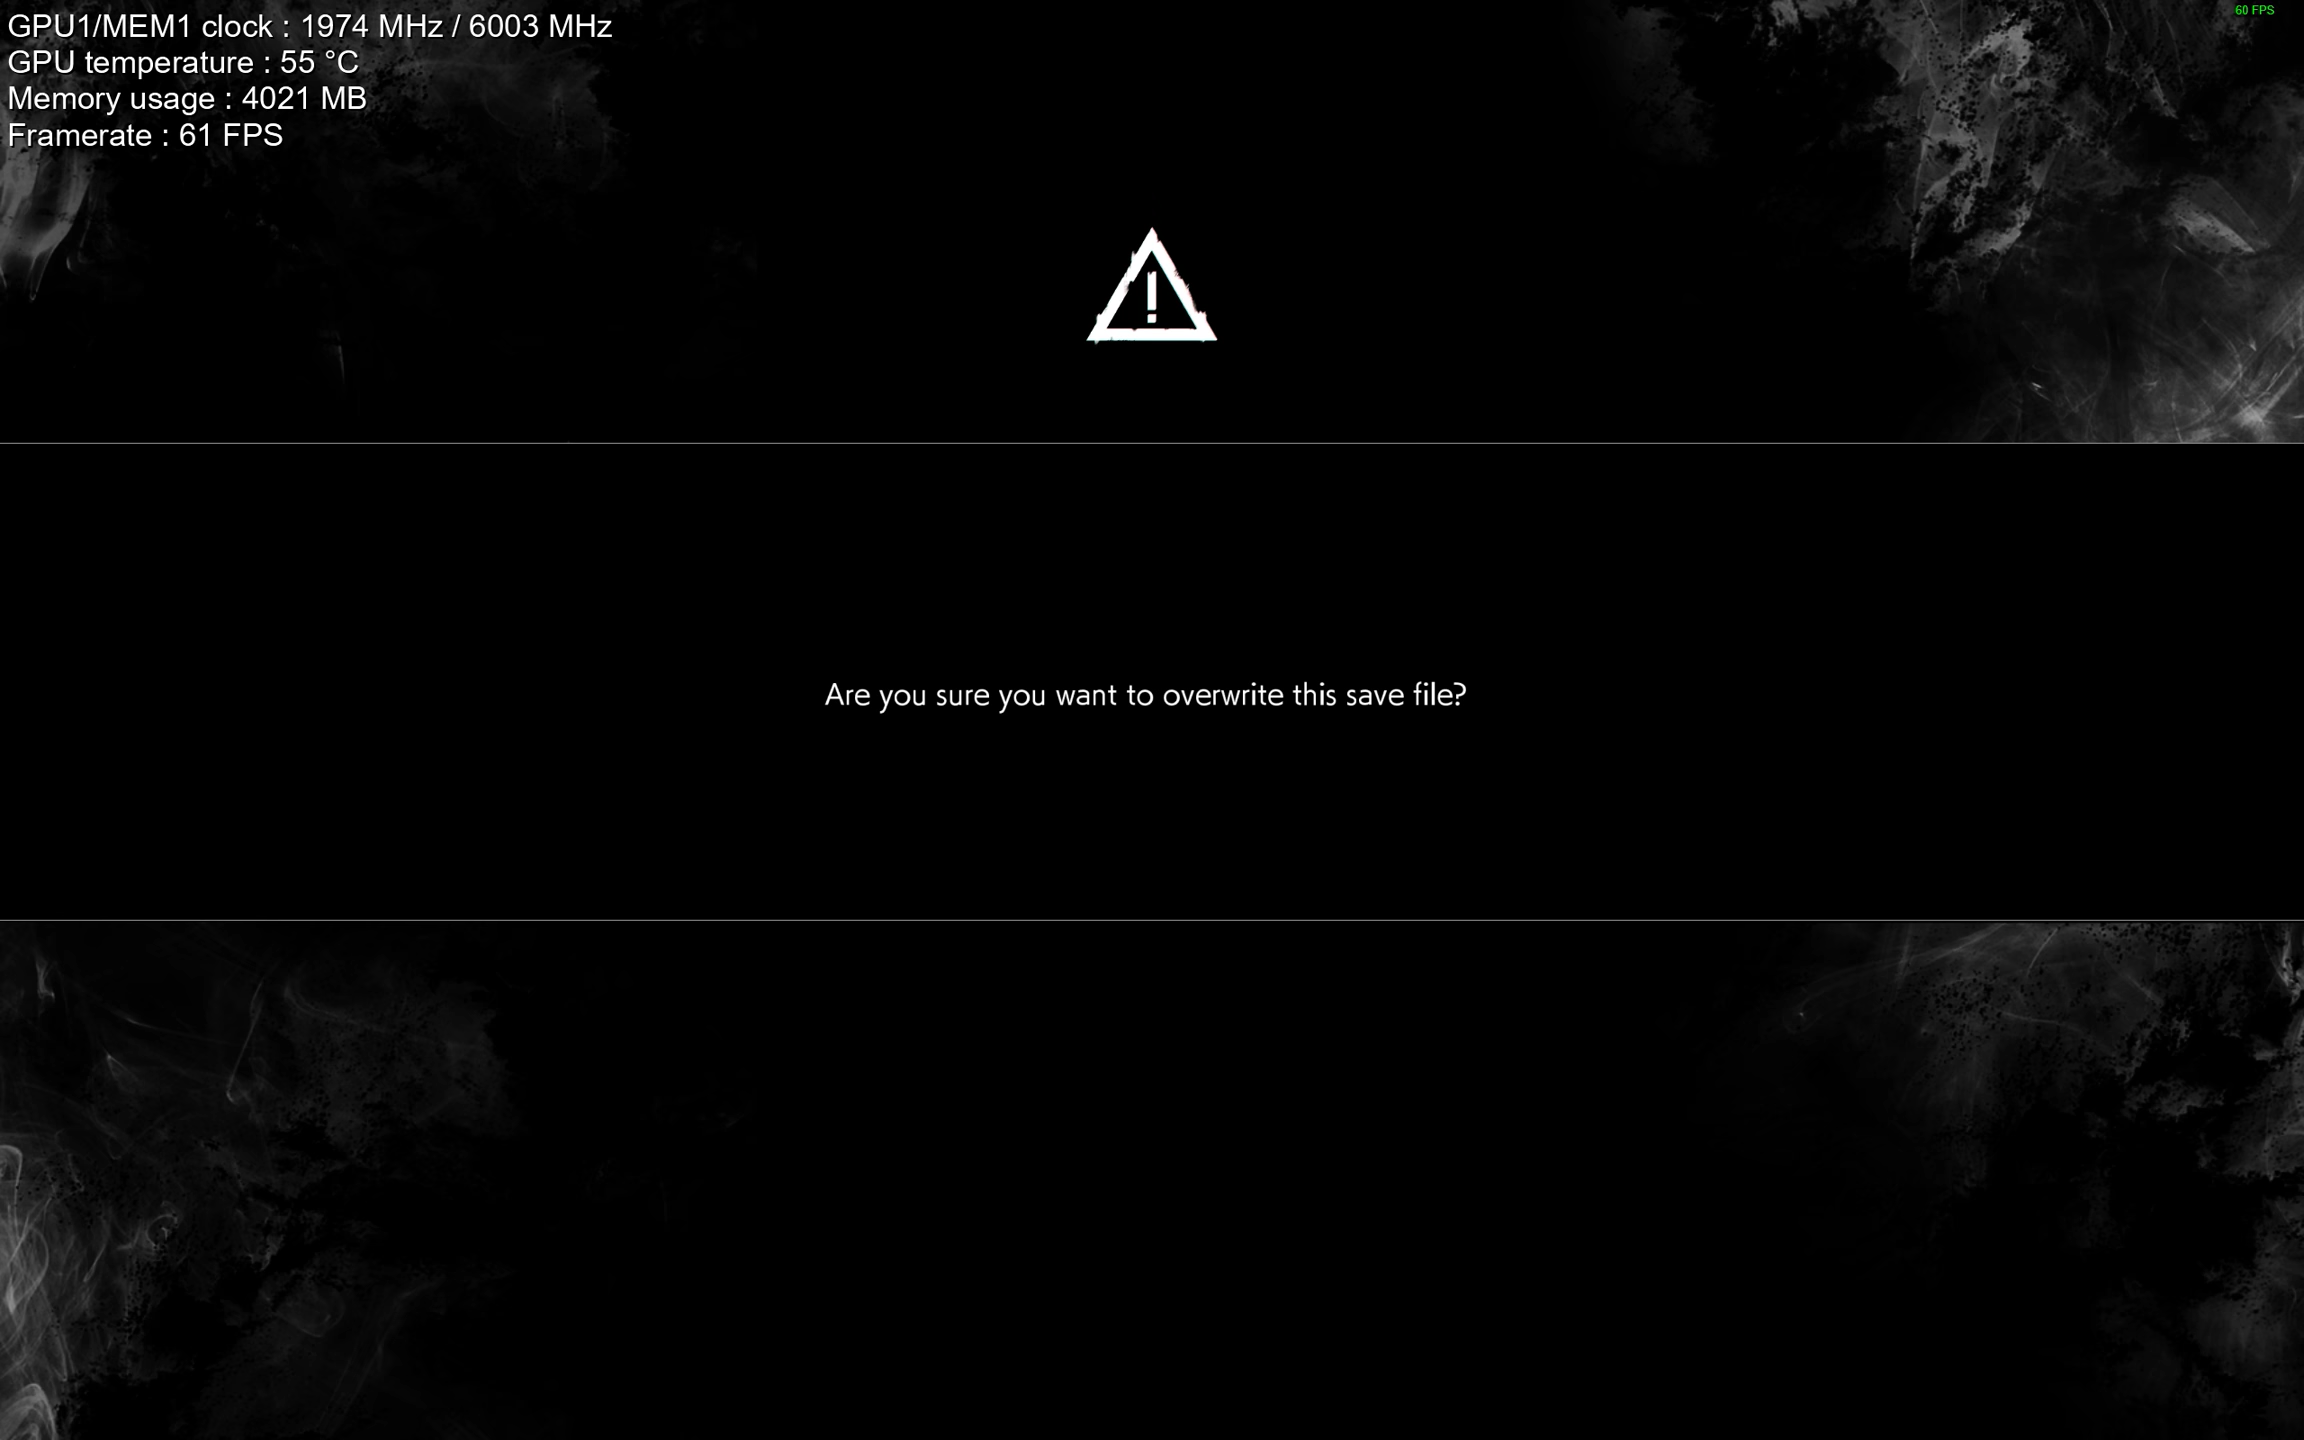 GPU1/MEM1 clock : 1974 MHz / 6003 MHz
60 FPS
GPU temperature : 55 °C
Memory usage : 4021 MB
Framerate : 61 FPS
!
Are you sure you want to overwrite this save file?